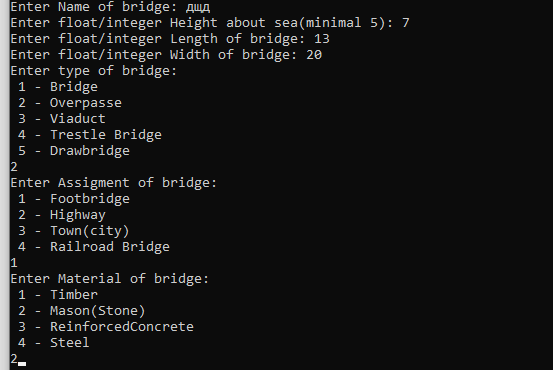 Enter Name of bridge: дщд
Enter float/integer Height about sea(minimal 5): 7
Enter float/integer Length of bridge: 13
Enter float/integer Width of bridge: 20
Enter type of bridge:
1 - Bridge
2 - Overpasse
3 - Viaduct
4 - Trestle Bridge
5 - Drawbridge
2
Enter Assigment of bridge:
1 - Footbridge
2 - Highway
3 - Town(city)
4 - Railroad Bridge
1
Enter Material of bridge:
1 - Timber
2 - Mason(Stone)
3 - ReinforcedConcrete
4 - Steel
2